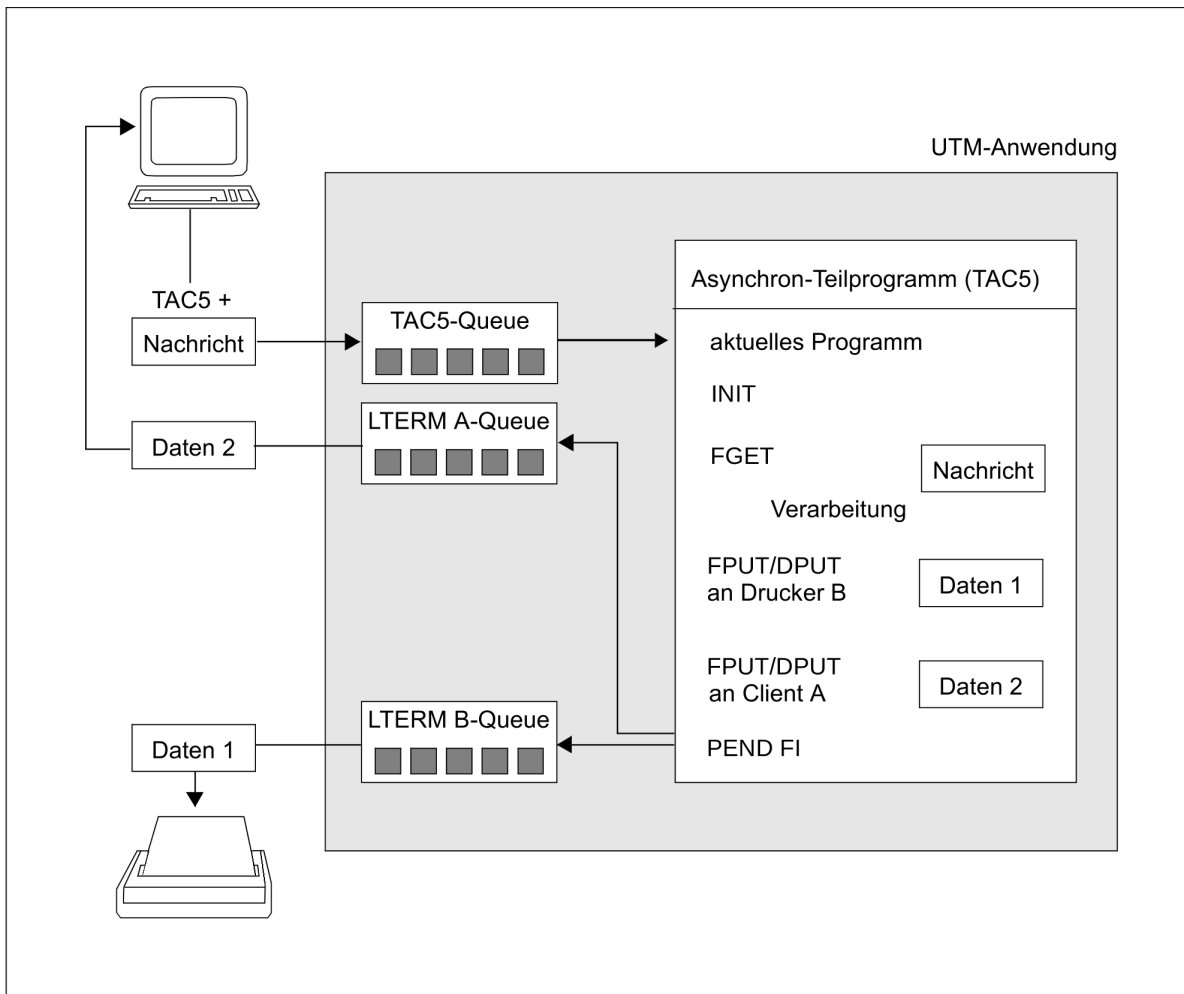 UTM-Anwendung
TAC5 +
Nachricht
TAC5-Queue
LTERM A-Queue
Daten 2
LTERM B-Queue
Daten 1
Asynchron-Teilprogramm (TAC5)
aktuelles Programm
INIT
FGET
Nachricht
Verarbeitung
FPUT/DPUT
an Drucker B
Daten 1
FPUT/DPUT
an Client A
Daten 2
PEND FI